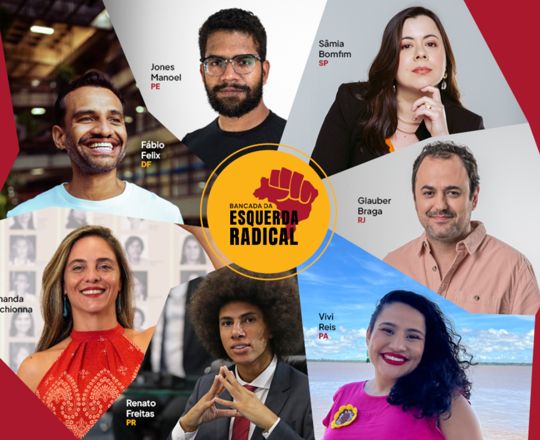 Jones
Manoel
PE
Sâmia
Bomfim
SP
Fábio
Felix
DF
BANCADA DA
ESQUERDA
RADICAL
Glauber
Braga
RJ
Vivi
Reis
PA
Renato
Freitas
PR